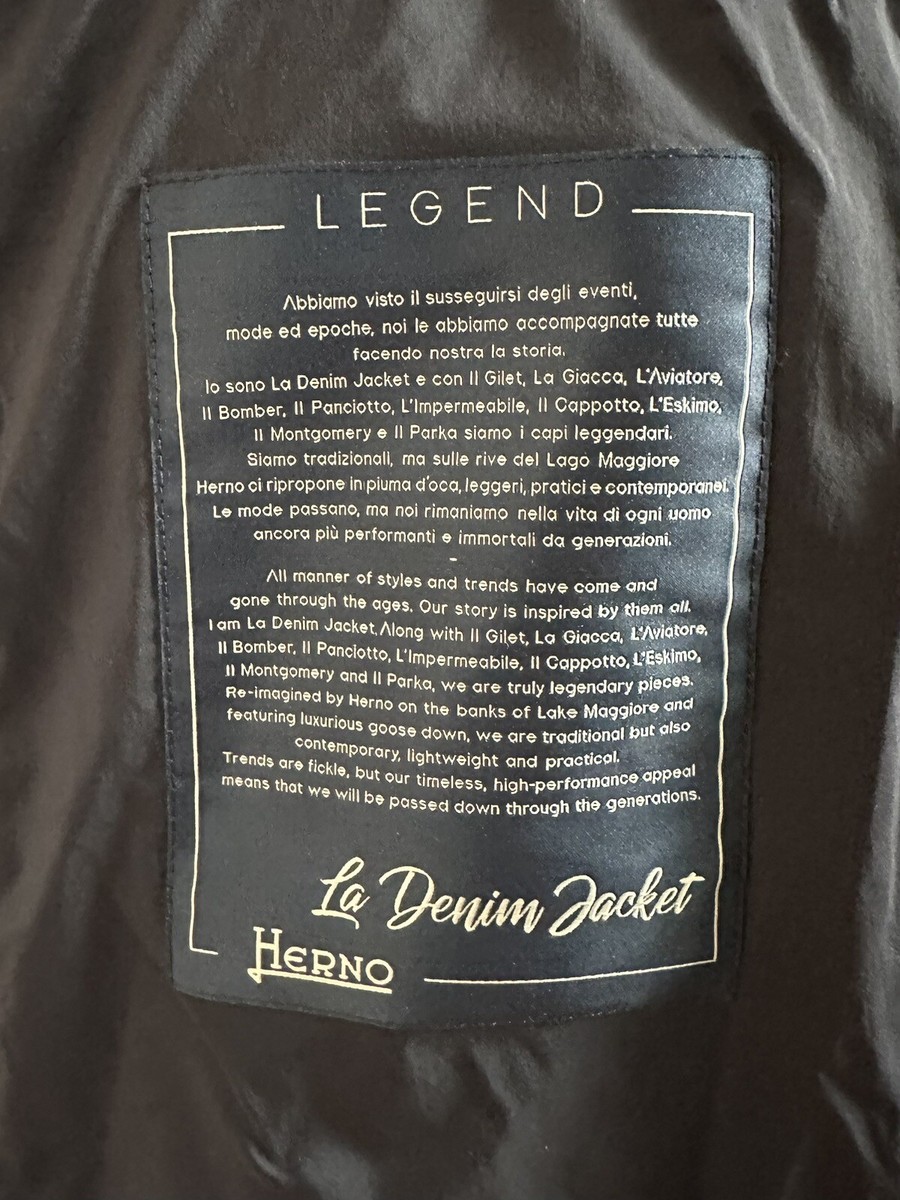 LEGEND
Abbiamo visto il susseguirsi degli eventi,
mode ed epoche, noi le abbiamo accompagnate tutte
facendo nostra la storia.
Io sono La Denim Jacket e con Il Gilet, La Giacca, L'Aviatore,
Il Bomber, Il Panciotto, L'Impermeabile, Il Cappotto, L'Eskimo,
Il Montgomery e Il Parka siamo i capi leggendari.
Siamo tradizionali, ma sulle rive del Lago Maggiore
Herno ci ripropone in piuma d'oca, leggeri, pratici e contemporanei.
Le mode passano, ma noi rimaniamo nella vita di ogni uomo
ancora più performanti e immortali da generazioni.
-
All manner of styles and trends have come and
gone through the ages. Our story is inspired by them all.
I am La Denim Jacket. Along with Il Gilet, La Giacca, L'Aviatore,
Il Bomber, Il Panciotto, L'Impermeabile, Il Cappotto, L'Eskimo,
Il Montgomery and Il Parka, we are truly legendary pieces.
Re-imagined by Herno on the banks of Lake Maggiore and
featuring luxurious goose down, we are traditional but also
contemporary, lightweight and practical.
Trends are fickle, but our timeless, high-performance appeal
means that we will be passed down through the generations.
La Denim Jacket
HERNO